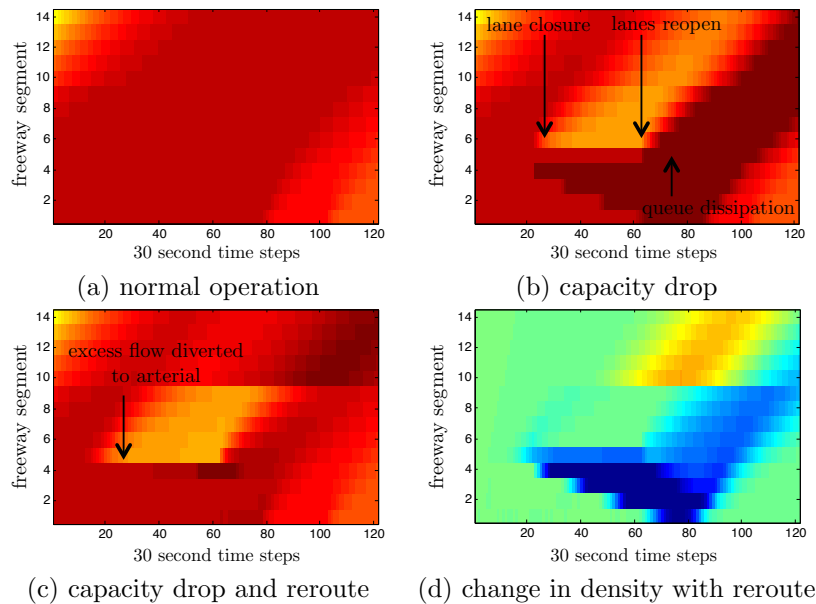 14
12
10
8
6
4
2
freeway segment
20 40 60 80 100 120
30 second time steps
(a) normal operation
lane closure
lanes reopen
queue dissipation
14
12
10
8
6
4
2
freeway segment
20 40 60 80 100 120
30 second time steps
(b) capacity drop
excess flow diverted
to arterial
14
12
10
8
6
4
2
freeway segment
20 40 60 80 100 120
30 second time steps
(c) capacity drop and reroute
14
12
10
8
6
4
2
freeway segment
20 40 60 80 100 120
30 second time steps
(d) change in density with reroute